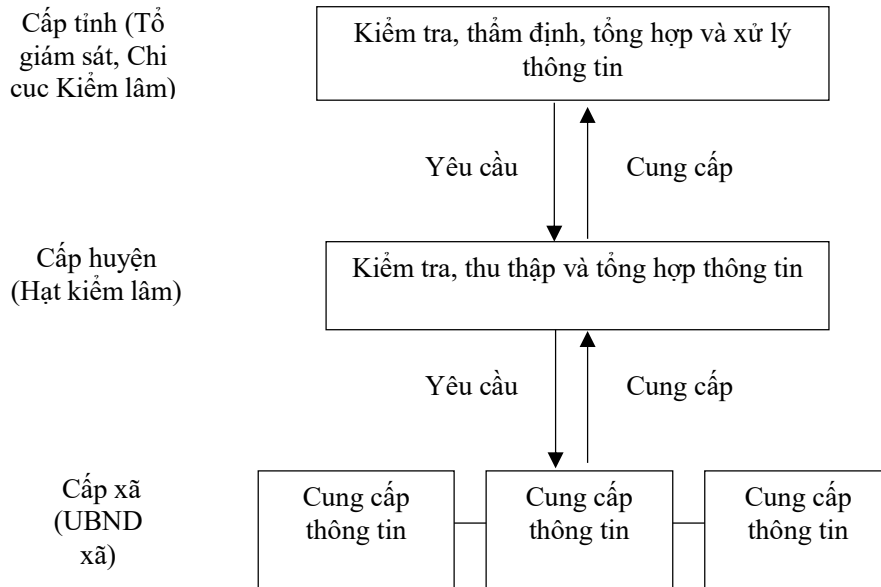 Cấp tỉnh (Tổ
giám sát, Chi
cuc Kiểm lâm)
Kiểm tra, thẩm định, tổng hợp và xử lý
thông tin
Yêu cầu
Cung cấp
Cấp huyện
(Hạt kiểm lâm)
Kiểm tra, thu thập và tổng hợp thông tin
Yêu cầu
Cung cấp
Cấp xã
(UBND
xã)
Cung cấp
thông tin
Cung cấp
thông tin
Cung cấp
thông tin